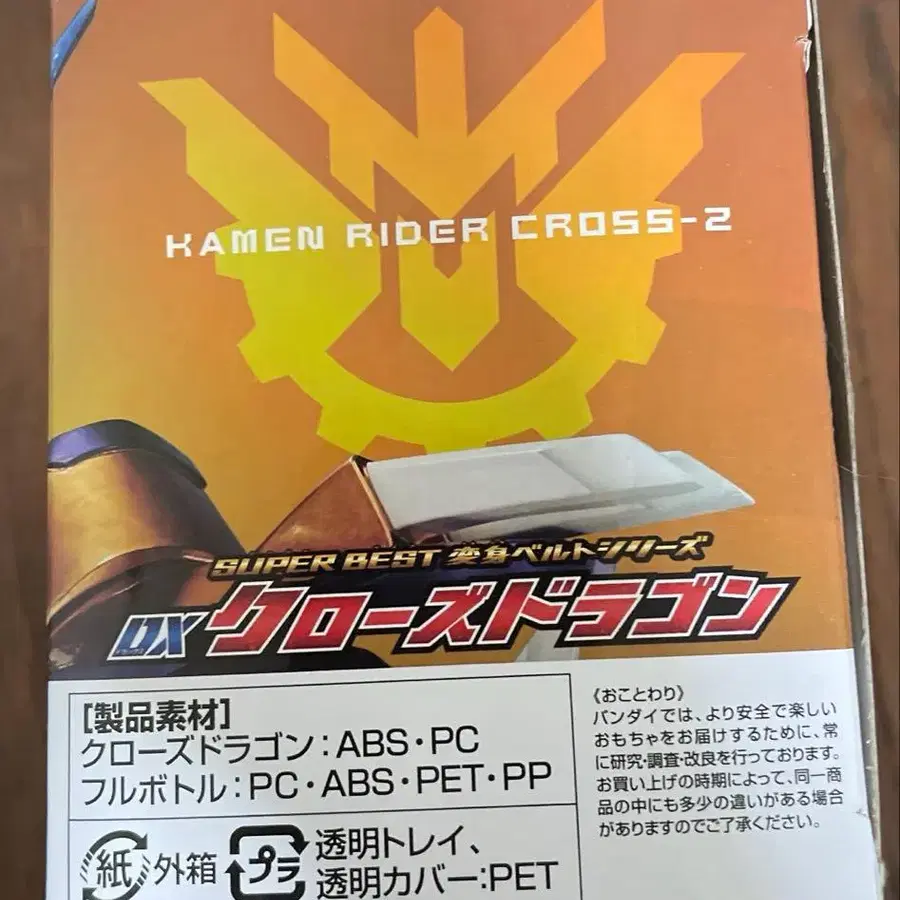 KAMEN RIDER CROSS-Z
SUPER BEST 変身ベルトシリーズ
DX クローズドラゴン
デラックス
[製品素材]
クローズドラゴン:ABS・PC
フルボトル:PC・ABS・PET・PP
紙 外箱
プラ 透明トレイ、
透明カバー:PET
《おことわり》
バンダイでは、より安全で楽しい
おもちゃをお届けするために、常
に研究・調査・改良を行っております。
お買い上げの時期によって、同一商
品の中にも多少の違いがある場合
がありますのでご了承ください。